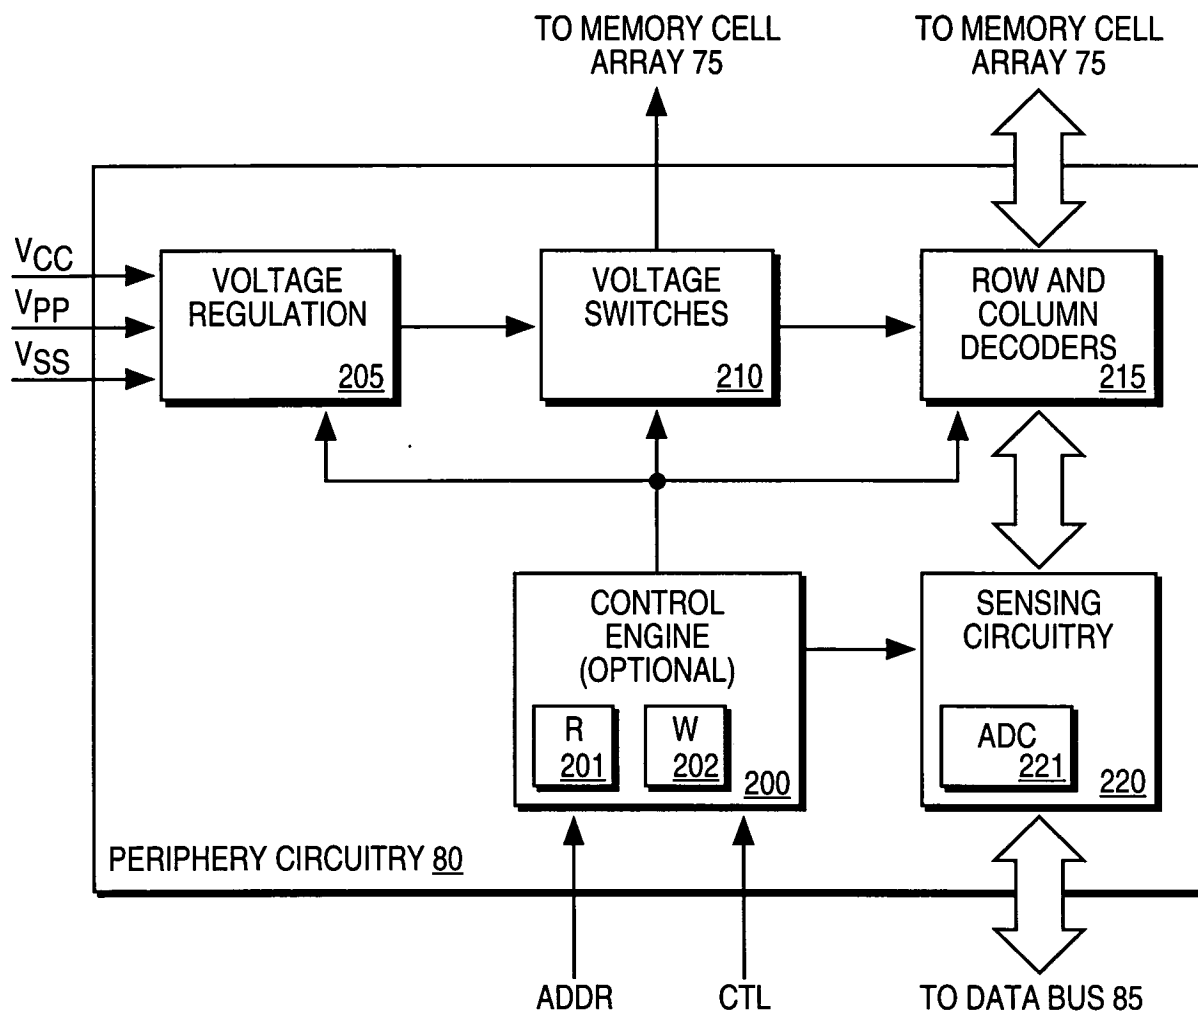 TO MEMORY CELL
ARRAY 75
TO MEMORY CELL
ARRAY 75
VCC
VPP
VSS
VOLTAGE
REGULATION
205
VOLTAGE
SWITCHES
210
ROW AND
COLUMN
DECODERS
215
CONTROL
ENGINE
(OPTIONAL)
R
201
W
202
200
SENSING
CIRCUITRY
ADC
221
220
PERIPHERY CIRCUITRY 80
ADDR
CTL
TO DATA BUS 85